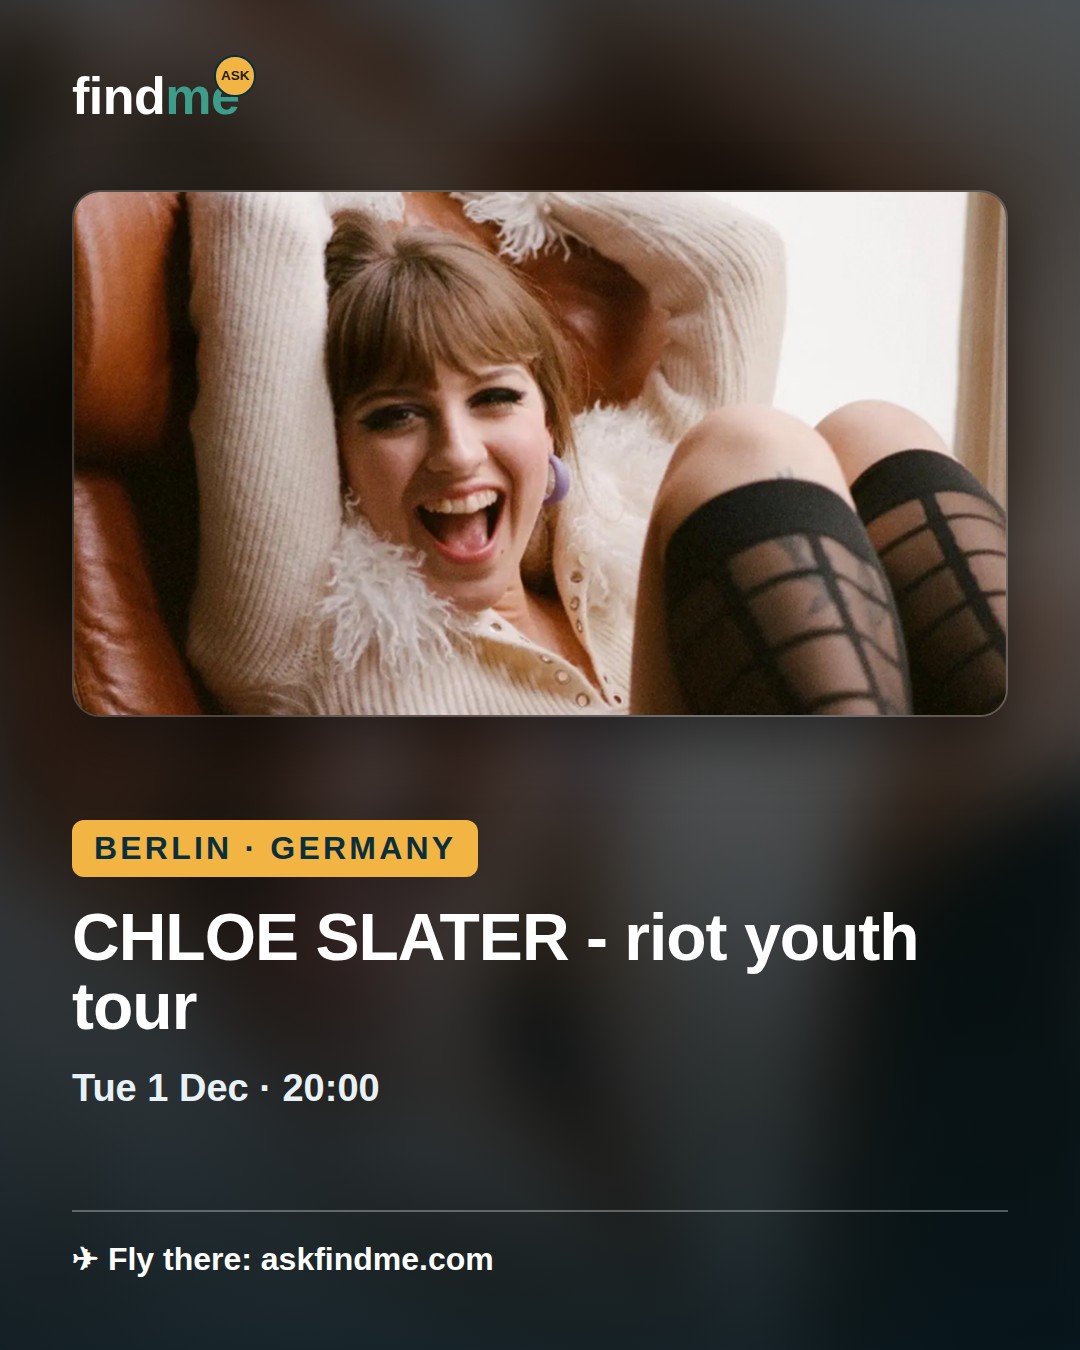 findme
ASK
BERLIN · GERMANY
CHLOE SLATER - riot youth
tour
Tue 1 Dec · 20:00
✈ Fly there: askfindme.com